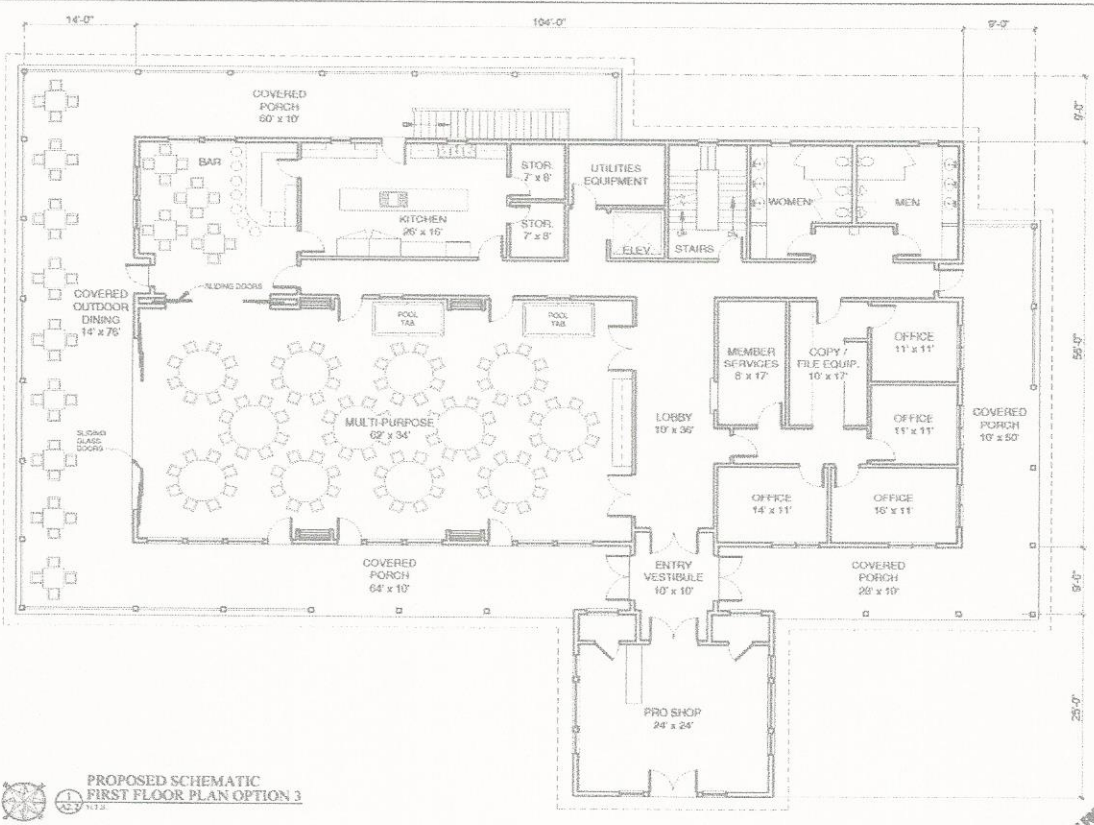 14'-0"
104'-0"
9'-0"
COVERED
PORCH
60' x 10'
9'-0"
BAR
STOR.
7' x 8'
UTILITIES
EQUIPMENT
KITCHEN
26' x 16'
WOMEN
MEN
STOR.
7' x 8'
ELEV.
STAIRS
SLIDING DOORS
COVERED
OUTDOOR
DINING
14' x 76'
POOL
TAB.
POOL
TAB.
MEMBER
SERVICES
8' x 17'
COPY /
FILE EQUIP.
10' x 17'
OFFICE
11' x 11'
56'-0"
MULTI-PURPOSE
62' x 34'
LOBBY
10' x 36'
OFFICE
11' x 11'
COVERED
PORCH
10' x 50'
SLIDING
GLASS
DOORS
OFFICE
14' x 11'
OFFICE
16' x 11'
COVERED
PORCH
64' x 10'
ENTRY
VESTIBULE
10' x 10'
COVERED
PORCH
28' x 10'
9'-0"
PRO SHOP
24' x 24'
25'-0"
1
A2.2
PROPOSED SCHEMATIC
FIRST FLOOR PLAN OPTION 3
N.T.S.